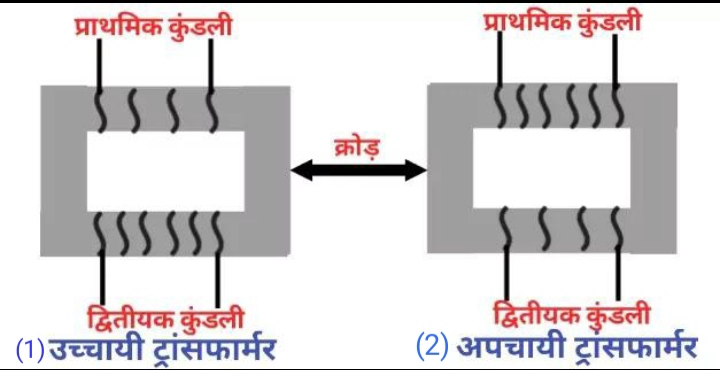 प्राथमिक कुंडली
प्राथमिक कुंडली
क्रोड़
द्वितीयक कुंडली
द्वितीयक कुंडली
(1) उच्चायी ट्रांसफार्मर
(2) अपचायी ट्रांसफार्मर